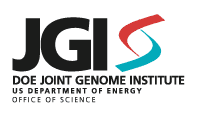 JGI
DOE JOINT GENOME INSTITUTE
US DEPARTMENT OF ENERGY
OFFICE OF SCIENCE